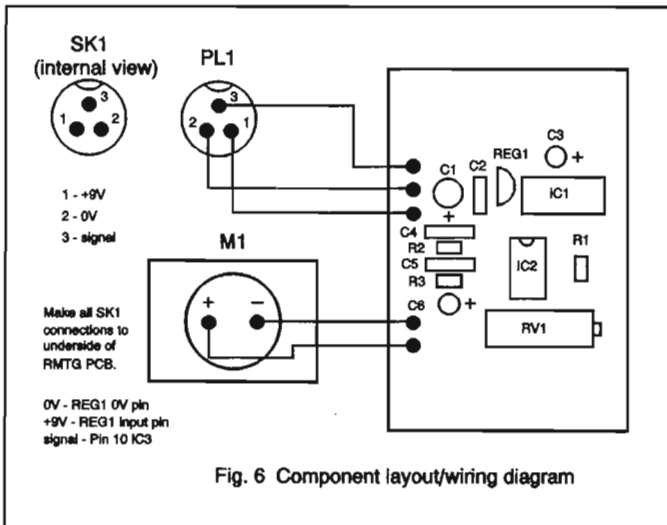 SK1
(internal view)
3
1
2
1 - +9V
2 - 0V
3 - signal
PL1
3
2
1
M1
+
–
Make all SK1
connections to
underside of
RMTG PCB.
0V - REG1 0V pin
+9V - REG1 Input pin
signal - Pin 10 IC3
C1
+
C2
REG1
C3
+
IC1
C4
R2
C5
R3
C6
+
IC2
R1
RV1
Fig. 6 Component layout/wiring diagram